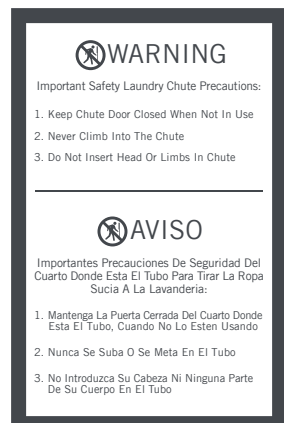 WARNING
Important Safety Laundry Chute Precautions:
1. Keep Chute Door Closed When Not In Use
2. Never Climb Into The Chute
3. Do Not Insert Head Or Limbs In Chute
AVISO
Importantes Precauciones De Seguridad Del
Cuarto Donde Esta El Tubo Para Tirar La Ropa
Sucia A La Lavanderia:
1. Mantenga La Puerta Cerrada Del Cuarto Donde
Esta El Tubo, Cuando No Lo Esten Usando
2. Nunca Se Suba O Se Meta En El Tubo
3. No Introduzca Su Cabeza Ni Ninguna Parte
De Su Cuerpo En El Tubo